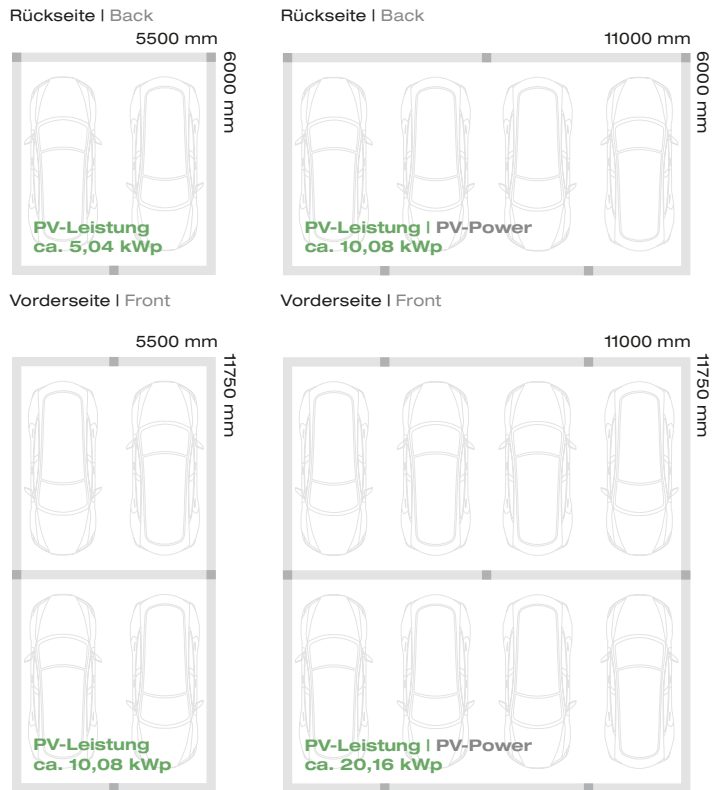 Rückseite | Back
5500 mm
6000 mm
PV-Leistung
ca. 5,04 kWp
Rückseite | Back
11000 mm
6000 mm
PV-Leistung | PV-Power
ca. 10,08 kWp
Vorderseite | Front
5500 mm
11750 mm
PV-Leistung
ca. 10,08 kWp
Vorderseite | Front
11000 mm
11750 mm
PV-Leistung | PV-Power
ca. 20,16 kWp